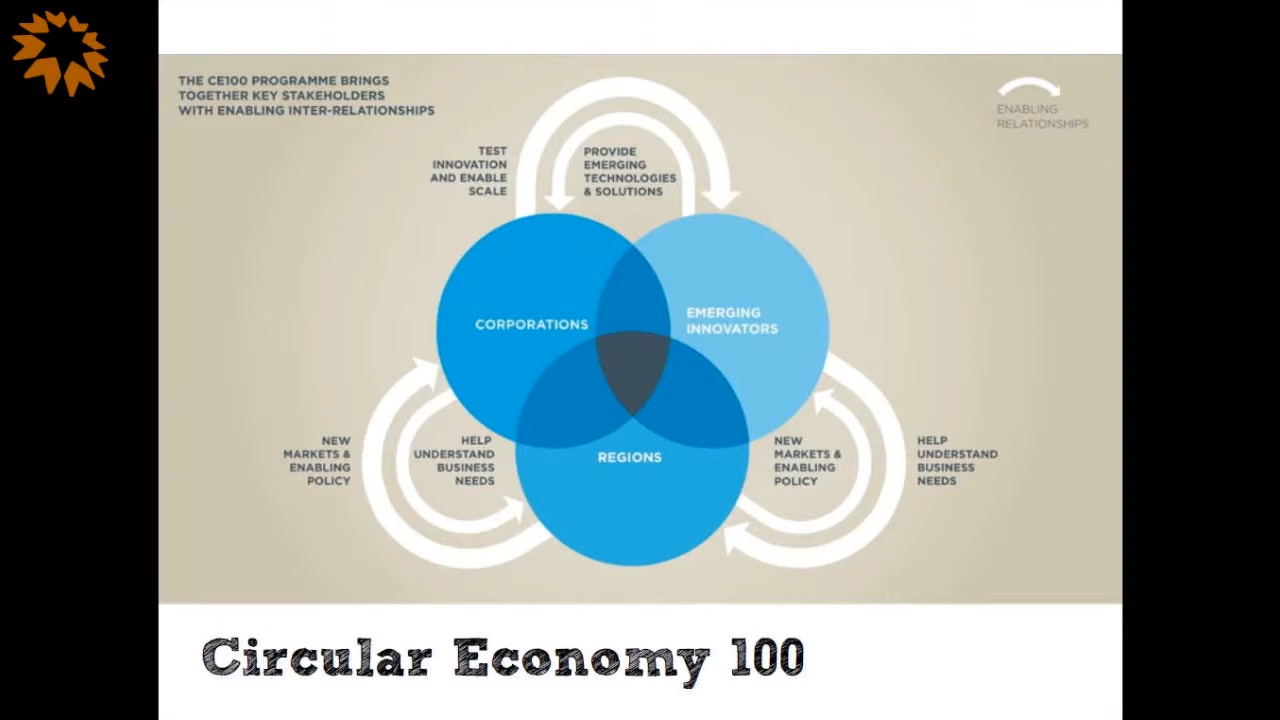 THE CE100 PROGRAMME BRINGS
TOGETHER KEY STAKEHOLDERS
WITH ENABLING INTER-RELATIONSHIPS
ENABLING
RELATIONSHIPS
TEST
INNOVATION
AND ENABLE
SCALE
PROVIDE
EMERGING
TECHNOLOGIES
& SOLUTIONS
CORPORATIONS
EMERGING
INNOVATORS
NEW
MARKETS &
ENABLING
POLICY
HELP
UNDERSTAND
BUSINESS
NEEDS
REGIONS
NEW
MARKETS &
ENABLING
POLICY
HELP
UNDERSTAND
BUSINESS
NEEDS
Circular Economy 100